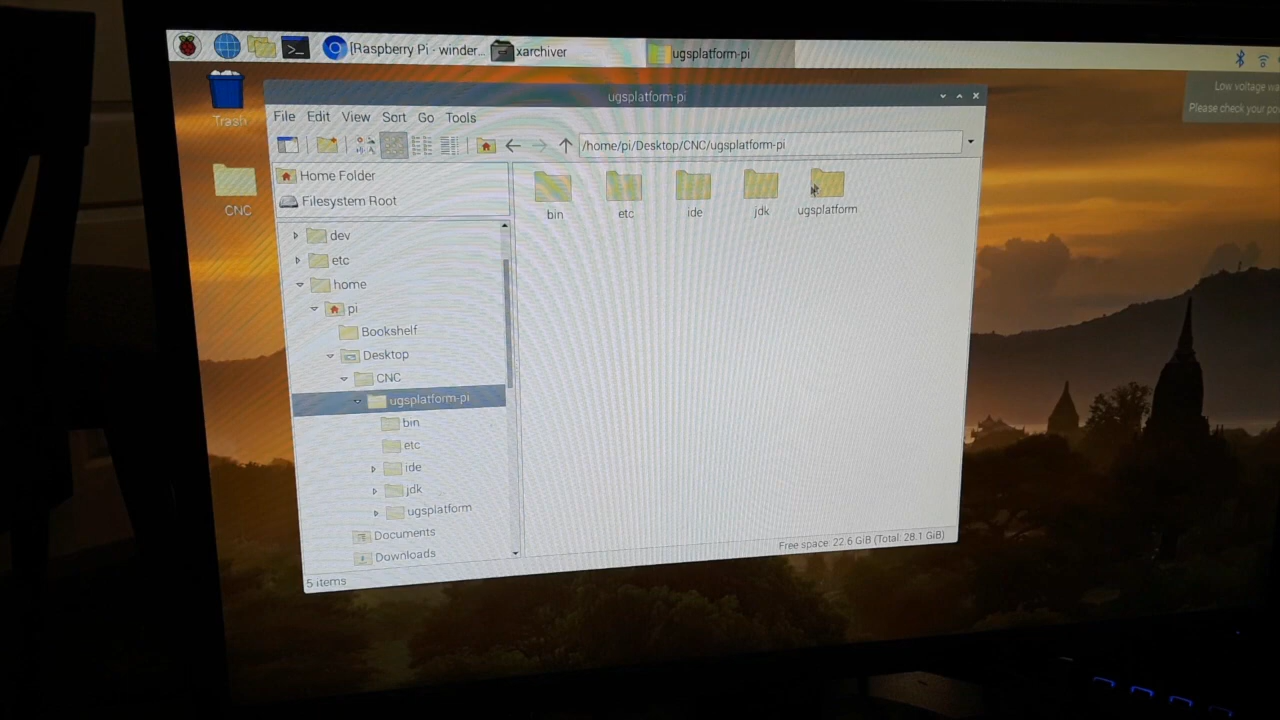 [Raspberry Pi - winder...
xarchiver
ugsplatform-pi
Trash
CNC
Low voltage wa
Please check your po
ugsplatform-pi
File Edit View Sort Go Tools
/home/pi/Desktop/CNC/ugsplatform-pi
Home Folder
Filesystem Root
dev
etc
home
pi
Bookshelf
Desktop
CNC
ugsplatform-pi
bin
etc
ide
jdk
ugsplatform
Documents
Downloads
bin
etc
ide
jdk
ugsplatform
5 items
Free space: 22.6 GiB (Total: 28.1 GiB)